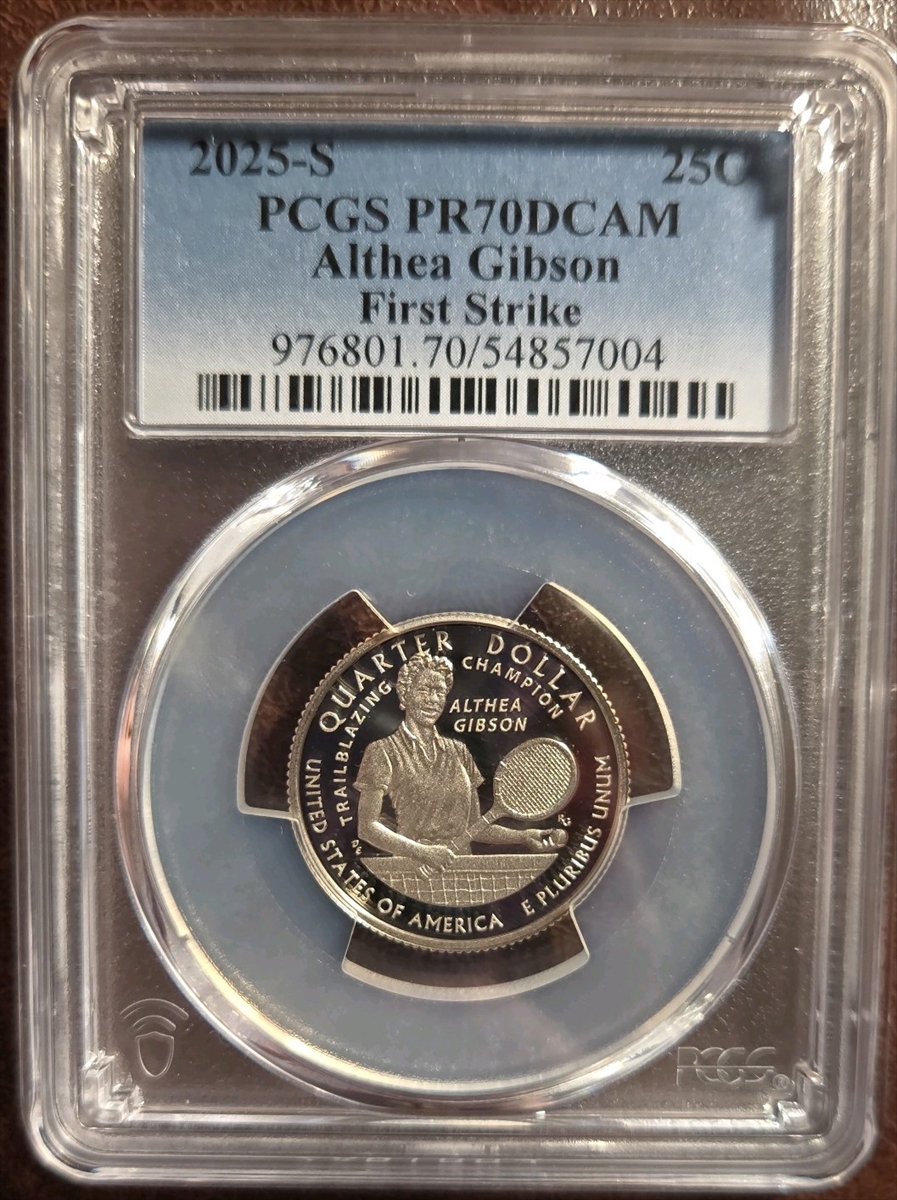 2025-S 25C
PCGS PR70DCAM
Althea Gibson
First Strike
976801.70/54857004
QUARTER DOLLAR
TRAILBLAZING CHAMPION
ALTHEA
GIBSON
UNITED STATES OF AMERICA
E PLURIBUS UNUM
PCGS